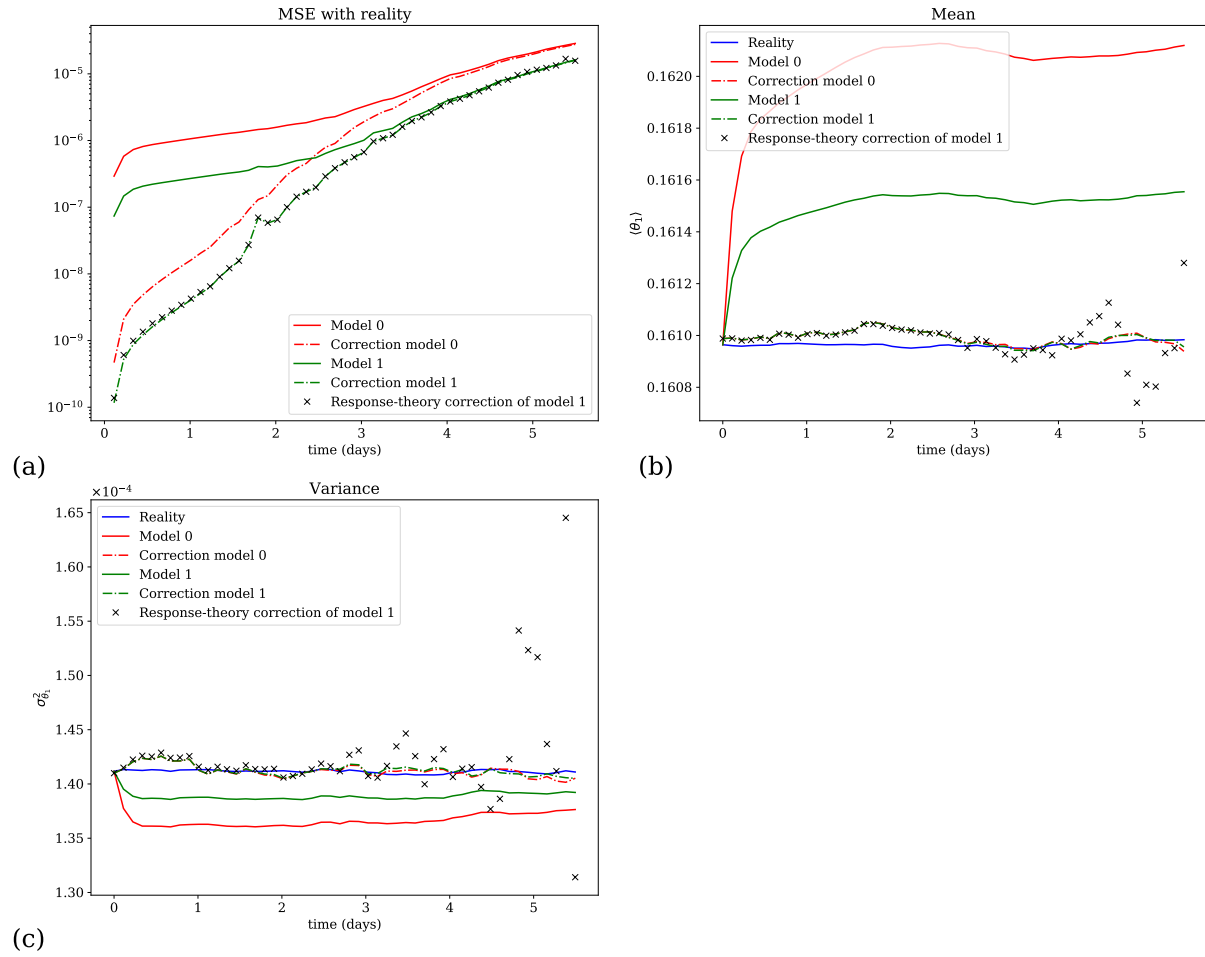 MSE with reality
10⁻⁵
10⁻⁶
10⁻⁷
10⁻⁸
10⁻⁹
10⁻¹⁰
Model 0
Correction model 0
Model 1
Correction model 1
Response-theory correction of model 1
0 1 2 3 4 5
time (days)
(a)
Mean
0.1620
0.1618
0.1616
0.1614
0.1612
0.1610
0.1608
⟨θ₁⟩
Reality
Model 0
Correction model 0
Model 1
Correction model 1
Response-theory correction of model 1
0 1 2 3 4 5
time (days)
(b)
Variance
×10⁻⁴
1.65
1.60
1.55
1.50
1.45
1.40
1.35
1.30
σ²θ₁
Reality
Model 0
Correction model 0
Model 1
Correction model 1
Response-theory correction of model 1
0 1 2 3 4 5
time (days)
(c)